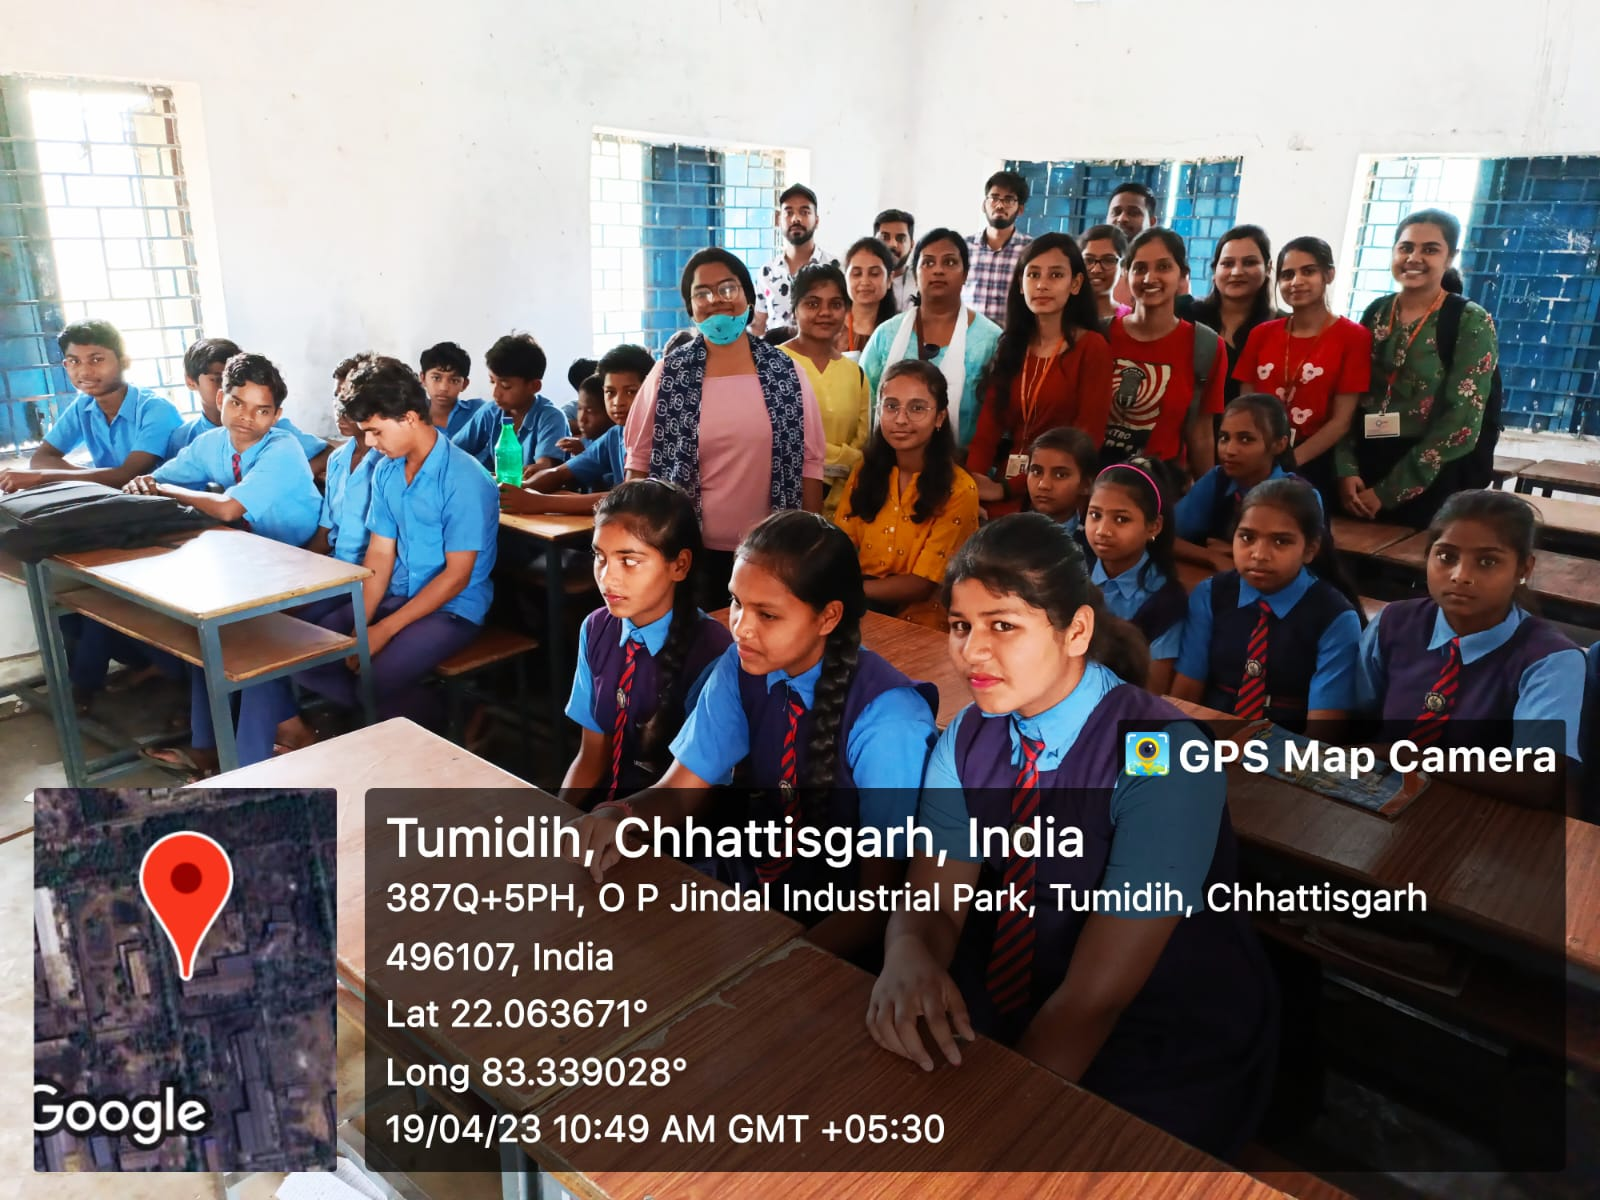 GPS Map Camera
Tumidih, Chhattisgarh, India
387Q+5PH, O P Jindal Industrial Park, Tumidih, Chhattisgarh
496107, India
Lat 22.063671°
Long 83.339028°
19/04/23 10:49 AM GMT +05:30
Google